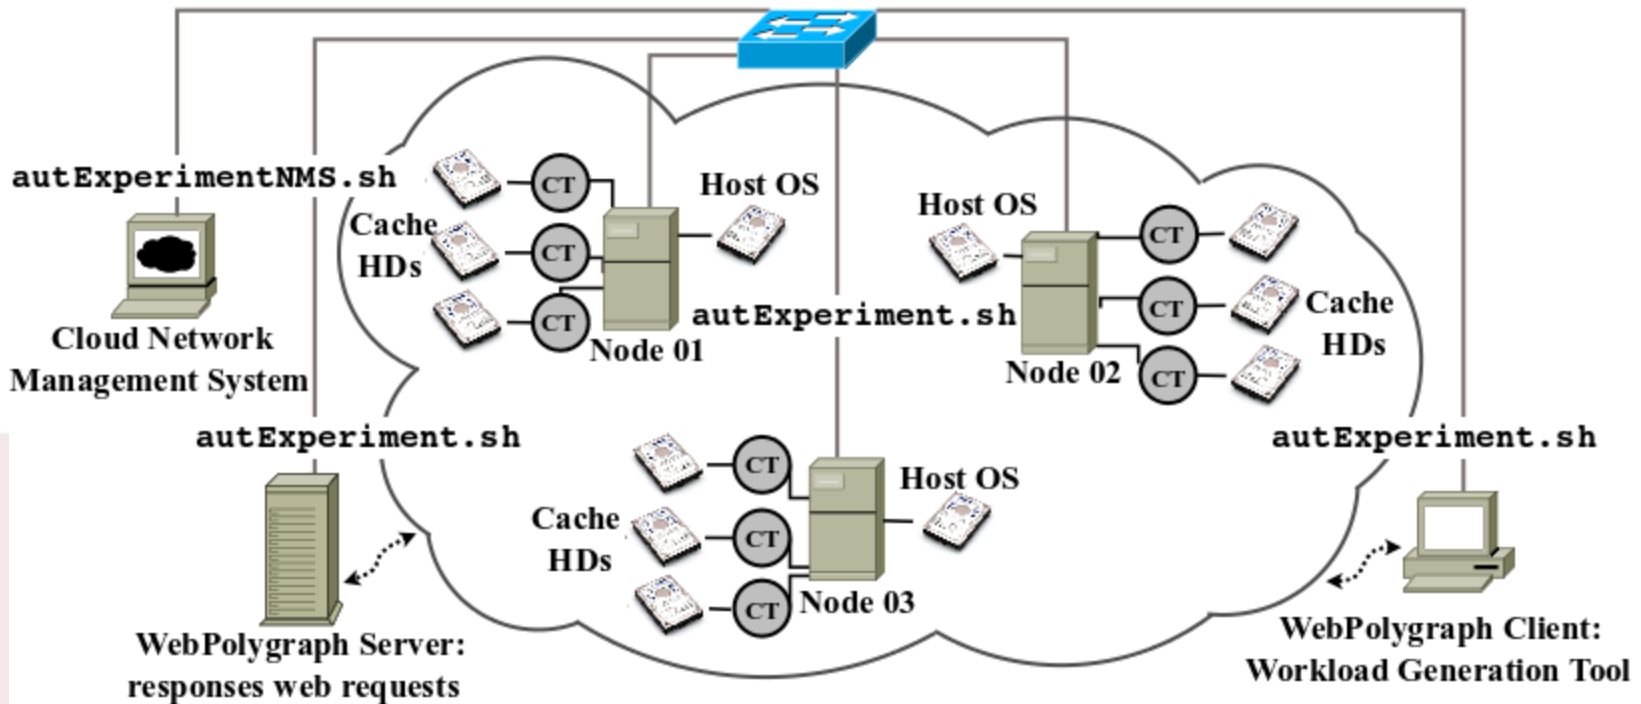 autExperimentNMS.sh
Cloud Network
Management System
Cache
HDs
CT
CT
CT
Host OS
Node 01
autExperiment.sh
Host OS
Node 02
CT
CT
CT
Cache
HDs
autExperiment.sh
WebPolygraph Server:
responses web requests
Cache
HDs
CT
CT
CT
Host OS
Node 03
autExperiment.sh
WebPolygraph Client:
Workload Generation Tool